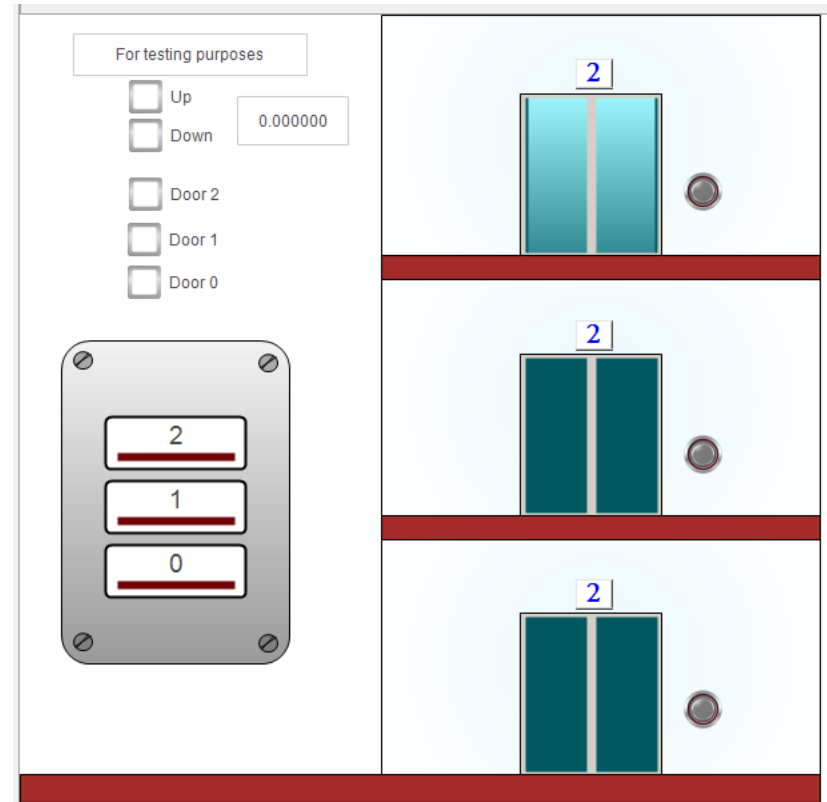 For testing purposes
Up
Down
0.000000
Door 2
Door 1
Door 0
2
1
0
2
2
2